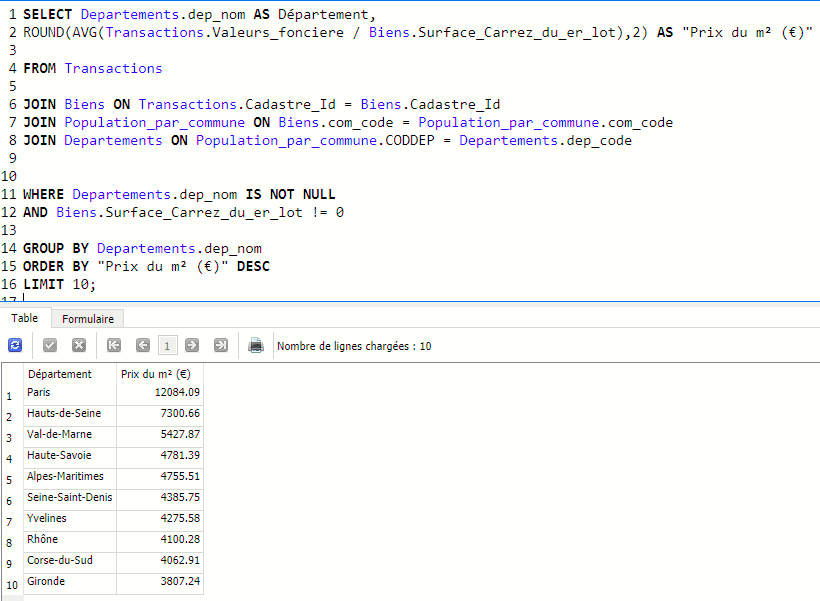 1 SELECT Departements.dep_nom AS Département,
2 ROUND(AVG(Transactions.Valeurs_fonciere / Biens.Surface_Carrez_du_er_lot),2) AS "Prix du m² (€)"
3
4 FROM Transactions
5
6 JOIN Biens ON Transactions.Cadastre_Id = Biens.Cadastre_Id
7 JOIN Population_par_commune ON Biens.com_code = Population_par_commune.com_code
8 JOIN Departements ON Population_par_commune.CODDEP = Departements.dep_code
9
10
11 WHERE Departements.dep_nom IS NOT NULL
12 AND Biens.Surface_Carrez_du_er_lot != 0
13
14 GROUP BY Departements.dep_nom
15 ORDER BY "Prix du m² (€)" DESC
16 LIMIT 10;
17
Table Formulaire
1 Nombre de lignes chargées : 10
Département Prix du m² (€)
1 Paris 12084.09
2 Hauts-de-Seine 7300.66
3 Val-de-Marne 5427.87
4 Haute-Savoie 4781.39
5 Alpes-Maritimes 4755.51
6 Seine-Saint-Denis 4385.75
7 Yvelines 4275.58
8 Rhône 4100.28
9 Corse-du-Sud 4062.91
10 Gironde 3807.24